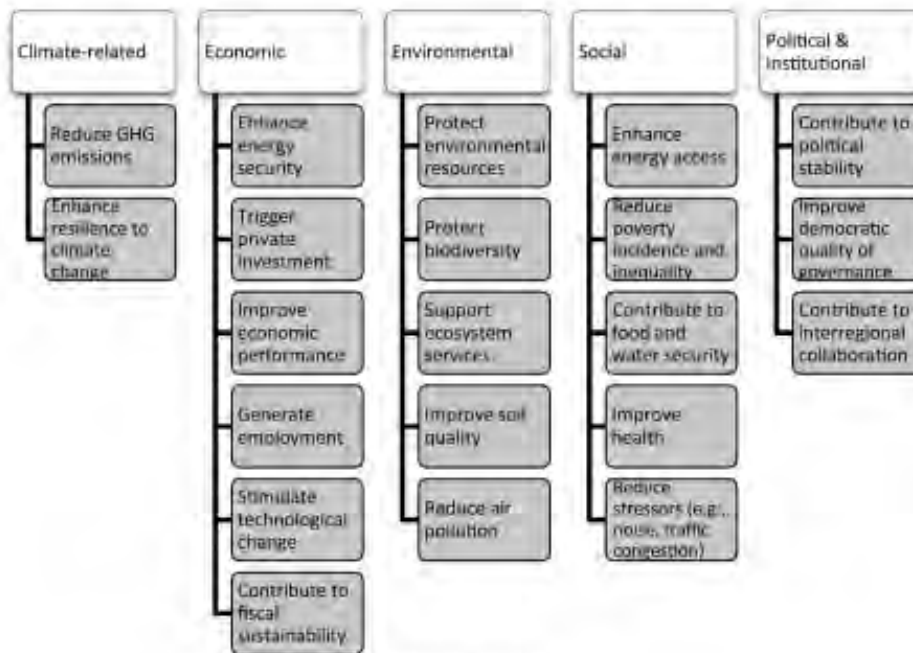 Climate-related
Reduce GHG
emissions
Enhance
resilience to
climate
change
Economic
Enhance
energy
security
Trigger
private
investment
Improve
economic
performance
Generate
employment
Stimulate
technological
change
Contribute to
fiscal
sustainability
Environmental
Protect
environmental
resources
Protect
biodiversity
Support
ecosystem
services
Improve soil
quality
Reduce air
pollution
Social
Enhance
energy access
Reduce
poverty
incidence and
inequality
Contribute to
food and
water security
Improve
health
Reduce
stressors (e.g.,
noise, traffic
congestion)
Political &
Institutional
Contribute to
political
stability
Improve
democratic
quality of
governance
Contribute to
interregional
collaboration